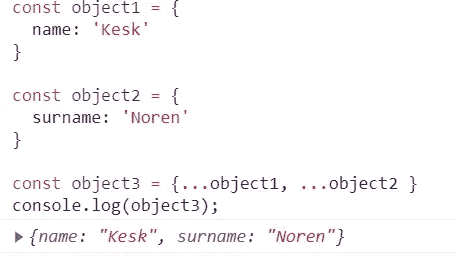 const object1 = {
  name: 'Kesk'
}
const object2 = {
  surname: 'Noren'
}
const object3 = {...object1, ...object2 }
console.log(object3);
▶{name: "Kesk", surname: "Noren"}